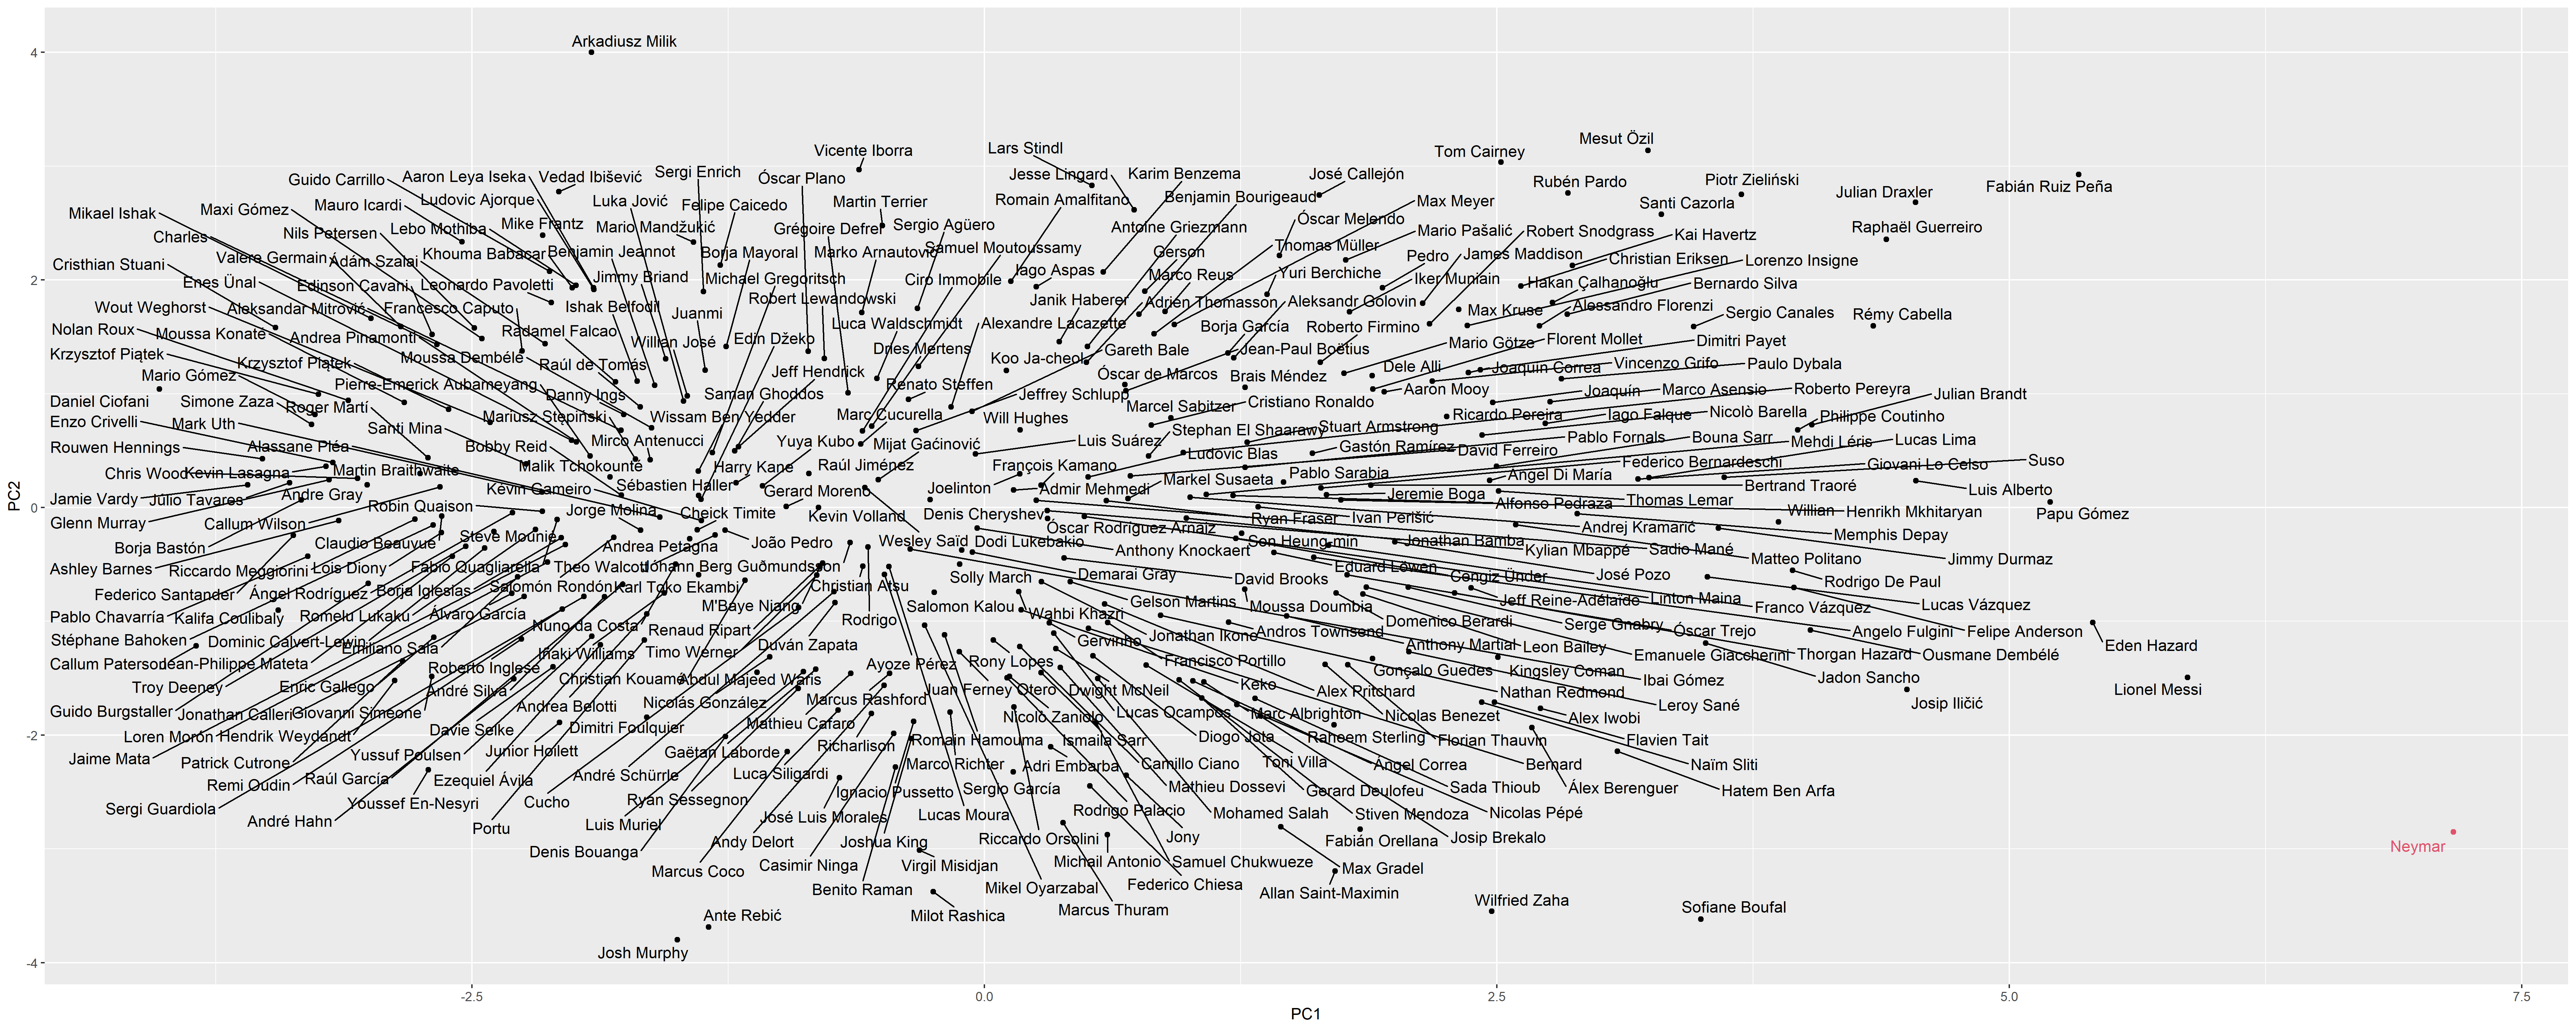 4
2
0
-2
-4
PC2
Arkadiusz Milik
Mesut Özil
Tom Cairney
Vicente Iborra
Lars Stindl
Guido Carrillo
Aaron Leya Iseka
Vedad Ibišević
Sergi Enrich
Óscar Plano
Jesse Lingard
Karim Benzema
José Callejón
Rubén Pardo
Piotr Zieliński
Julian Draxler
Fabián Ruiz Peña
Mikael Ishak
Maxi Gómez
Mauro Icardi
Ludovic Ajorque
Luka Jović
Felipe Caicedo
Martin Terrier
Romain Amalfitano
Benjamin Bourigeaud
Max Meyer
Santi Cazorla
Raphaël Guerreiro
Charles
Nils Petersen
Lebo Mothiba
Mike Frantz
Mario Mandžukić
Grégoire Defrel
Sergio Agüero
Antoine Griezmann
Óscar Melendo
Mario Pašalić
Robert Snodgrass
Kai Havertz
Cristhian Stuani
Valère Germain
Ádám Szalai
Khouma Babacar
Benjamin Jeannot
Borja Mayoral
Marko Arnautović
Samuel Moutoussamy
Gerson
Thomas Müller
Pedro
James Maddison
Christian Eriksen
Lorenzo Insigne
Enes Ünal
Edinson Cavani
Leonardo Pavoletti
Jimmy Briand
Michael Gregoritsch
Ciro Immobile
Iago Aspas
Marco Reus
Yuri Berchiche
Iker Muniain
Hakan Çalhanoğlu
Bernardo Silva
Wout Weghorst
Aleksandar Mitrović
Francesco Caputo
Ishak Belfodil
Juanmi
Robert Lewandowski
Janik Haberer
Adrien Thomasson
Aleksandr Golovin
Max Kruse
Alessandro Florenzi
Sergio Canales
Rémy Cabella
Nolan Roux
Moussa Konaté
Andrea Pinamonti
Radamel Falcao
Willian José
Edin Džeko
Luca Waldschmidt
Alexandre Lacazette
Borja García
Roberto Firmino
Krzysztof Piątek
Krzysztof Piątek
Moussa Dembélé
Raúl de Tomás
Jeff Hendrick
Dries Mertens
Koo Ja-cheol
Gareth Bale
Jean-Paul Boëtius
Mario Götze
Florent Mollet
Dimitri Payet
Mario Gómez
Pierre-Emerick Aubameyang
Danny Ings
Saman Ghoddos
Renato Steffen
Jeffrey Schlupp
Óscar de Marcos
Brais Méndez
Dele Alli
Joaquín Correa
Vincenzo Grifo
Paulo Dybala
Daniel Ciofani
Simone Zaza
Roger Martí
Mariusz Stępiński
Wissam Ben Yedder
Marc Cucurella
Will Hughes
Marcel Sabitzer
Cristiano Ronaldo
Aaron Mooy
Joaquín
Marco Asensio
Roberto Pereyra
Julian Brandt
Enzo Crivelli
Mark Uth
Santi Mina
Bobby Reid
Mirco Antenucci
Yuya Kubo
Mijat Gaćinović
Luis Suárez
Stephan El Shaarawy
Stuart Armstrong
Ricardo Pereira
Iago Falque
Nicolò Barella
Philippe Coutinho
Rouwen Hennings
Alassane Pléa
Martin Braithwaite
Malik Tchokounté
Harry Kane
Raúl Jiménez
François Kamano
Ludovic Blas
Gastón Ramírez
David Ferreiro
Pablo Fornals
Bouna Sarr
Mehdi Léris
Lucas Lima
Chris Wood
Kevin Lasagna
Andre Gray
Kévin Gameiro
Sébastien Haller
Gerard Moreno
Joelinton
Admir Mehmedi
Markel Susaeta
Pablo Sarabia
Ángel Di María
Federico Bernardeschi
Giovani Lo Celso
Suso
Jamie Vardy
Júlio Tavares
Robin Quaison
Jorge Molina
Cheick Timite
Kevin Volland
Denis Cheryshev
Óscar Rodríguez Arnaiz
Ryan Fraser
Ivan Perišić
Jeremie Boga
Alfonso Pedraza
Thomas Lemar
Bertrand Traoré
Luis Alberto
Glenn Murray
Callum Wilson
Claudio Beauvue
Steve Mounié
Andrea Petagna
João Pedro
Wesley Saïd
Dodi Lukebakio
Anthony Knockaert
Son Heung-min
Jonathan Bamba
Kylian Mbappé
Andrej Kramarić
Willian
Henrikh Mkhitaryan
Papu Gómez
Borja Bastón
Riccardo Meggiorini
Lois Diony
Fabio Quagliarella
Theo Walcott
Jóhann Berg Guðmundsson
Solly March
Demarai Gray
David Brooks
Eduard Löwen
Cengiz Ünder
José Pozo
Sadio Mané
Matteo Politano
Memphis Depay
Jimmy Durmaz
Ashley Barnes
Federico Santander
Ángel Rodríguez
Borja Iglesias
Salomón Rondón
Karl Toko Ekambi
Christian Atsu
Salomon Kalou
Wahbi Khazri
Gelson Martins
Moussa Doumbia
Jeff Reine-Adélaïde
Linton Maina
Rodrigo De Paul
Pablo Chavarría
Kalifa Coulibaly
Romelu Lukaku
Álvaro García
Nuno da Costa
M'Baye Niang
Rodrigo
Gervinho
Jonathan Ikoné
Andros Townsend
Domenico Berardi
Serge Gnabry
Franco Vázquez
Lucas Vázquez
Stéphane Bahoken
Dominic Calvert-Lewin
Emiliano Sala
Iñaki Williams
Renaud Ripart
Duván Zapata
Ayoze Pérez
Rony Lopes
Francisco Portillo
Anthony Martial
Leon Bailey
Óscar Trejo
Angelo Fulgini
Felipe Anderson
Eden Hazard
Callum Paterson
Jean-Philippe Mateta
Roberto Inglese
Timo Werner
Christian Kouamé
Abdul Majeed Waris
Juan Ferney Otero
Dwight McNeil
Keko
Gonçalo Guedes
Kingsley Coman
Emanuele Giaccherini
Thorgan Hazard
Ousmane Dembélé
Troy Deeney
Enric Gallego
André Silva
Andrea Belotti
Nicolás González
Marcus Rashford
Nicolò Zaniolo
Lucas Ocampos
Marc Albrighton
Alex Pritchard
Nathan Redmond
Ibai Gómez
Jadon Sancho
Lionel Messi
Guido Burgstaller
Jonathan Calleri
Giovanni Simeone
Davie Selke
Dimitri Foulquier
Mathieu Cafaro
Richarlison
Romain Hamouma
Ismaïla Sarr
Diogo Jota
Raheem Sterling
Nicolas Benezet
Alex Iwobi
Leroy Sané
Josip Iličić
Loren Morón
Hendrik Weydandt
Yussuf Poulsen
Junior Hoilett
Gaëtan Laborde
Marco Richter
Adri Embarba
Camillo Ciano
Toni Villa
Ángel Correa
Florian Thauvin
Flavien Tait
Jaime Mata
Patrick Cutrone
Raúl García
Ezequiel Ávila
André Schürrle
Luca Siligardi
Ignacio Pussetto
Sergio García
Mathieu Dossevi
Gerard Deulofeu
Sada Thioub
Bernard
Naïm Sliti
Remi Oudin
Youssef En-Nesyri
Cucho
Ryan Sessegnon
José Luis Morales
Lucas Moura
Rodrigo Palacio
Mohamed Salah
Stiven Mendoza
Nicolas Pépé
Álex Berenguer
Hatem Ben Arfa
Sergi Guardiola
André Hahn
Portu
Luis Muriel
Andy Delort
Joshua King
Riccardo Orsolini
Jony
Fabián Orellana
Josip Brekalo
Neymar
Denis Bouanga
Marcus Coco
Casimir Ninga
Virgil Misidjan
Michail Antonio
Samuel Chukwueze
Max Gradel
Benito Raman
Mikel Oyarzabal
Federico Chiesa
Allan Saint-Maximin
Ante Rebić
Milot Rashica
Marcus Thuram
Wilfried Zaha
Sofiane Boufal
Josh Murphy
-2.5
0.0
2.5
5.0
7.5
PC1